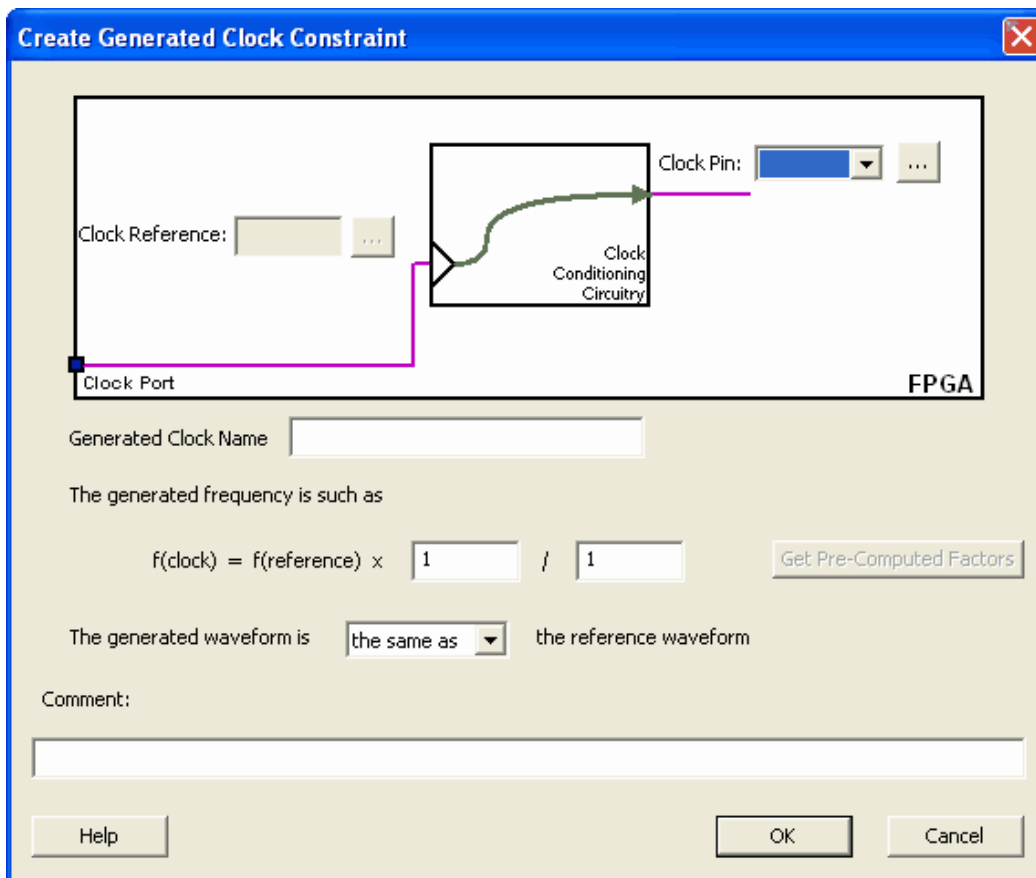 Create Generated Clock Constraint
Clock Pin:
...
Clock Reference:
...
Clock
Conditioning
Circuitry
Clock Port
FPGA
Generated Clock Name
The generated frequency is such as
f(clock) = f(reference) x 1 / 1
Get Pre-Computed Factors
The generated waveform is the same as the reference waveform
Comment:
Help
OK
Cancel